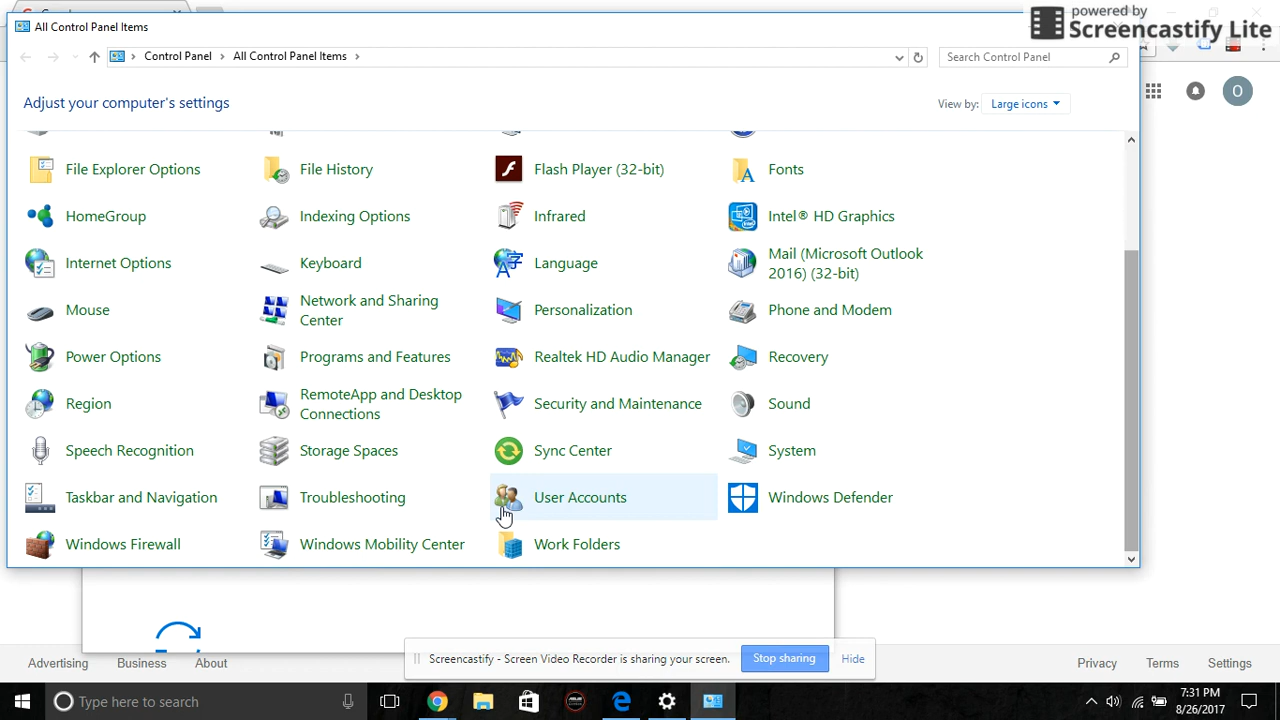 powered by
Screencastify Lite
All Control Panel Items
Control Panel
All Control Panel Items
Search Control Panel
Adjust your computer's settings
View by:
Large icons
O
File Explorer Options
File History
Flash Player (32-bit)
Fonts
HomeGroup
Indexing Options
Infrared
Intel® HD Graphics
Internet Options
Keyboard
Language
Mail (Microsoft Outlook
2016) (32-bit)
Mouse
Network and Sharing
Center
Personalization
Phone and Modem
Power Options
Programs and Features
Realtek HD Audio Manager
Recovery
Region
RemoteApp and Desktop
Connections
Security and Maintenance
Sound
Speech Recognition
Storage Spaces
Sync Center
System
Taskbar and Navigation
Troubleshooting
User Accounts
Windows Defender
Windows Firewall
Windows Mobility Center
Work Folders
Advertising
Business
About
Screencastify - Screen Video Recorder is sharing your screen.
Stop sharing
Hide
Privacy
Terms
Settings
Type here to search
7:31 PM
8/26/2017